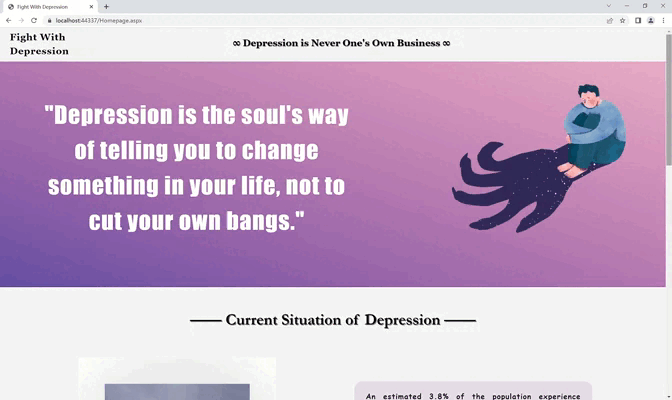 Fight With Depression
localhost:44337/Homepage.aspx
Fight With
Depression
∞ Depression is Never One's Own Business ∞
"Depression is the soul's way
of telling you to change
something in your life, not to
cut your own bangs."
Current Situation of Depression
An estimated 3.8% of the population experience